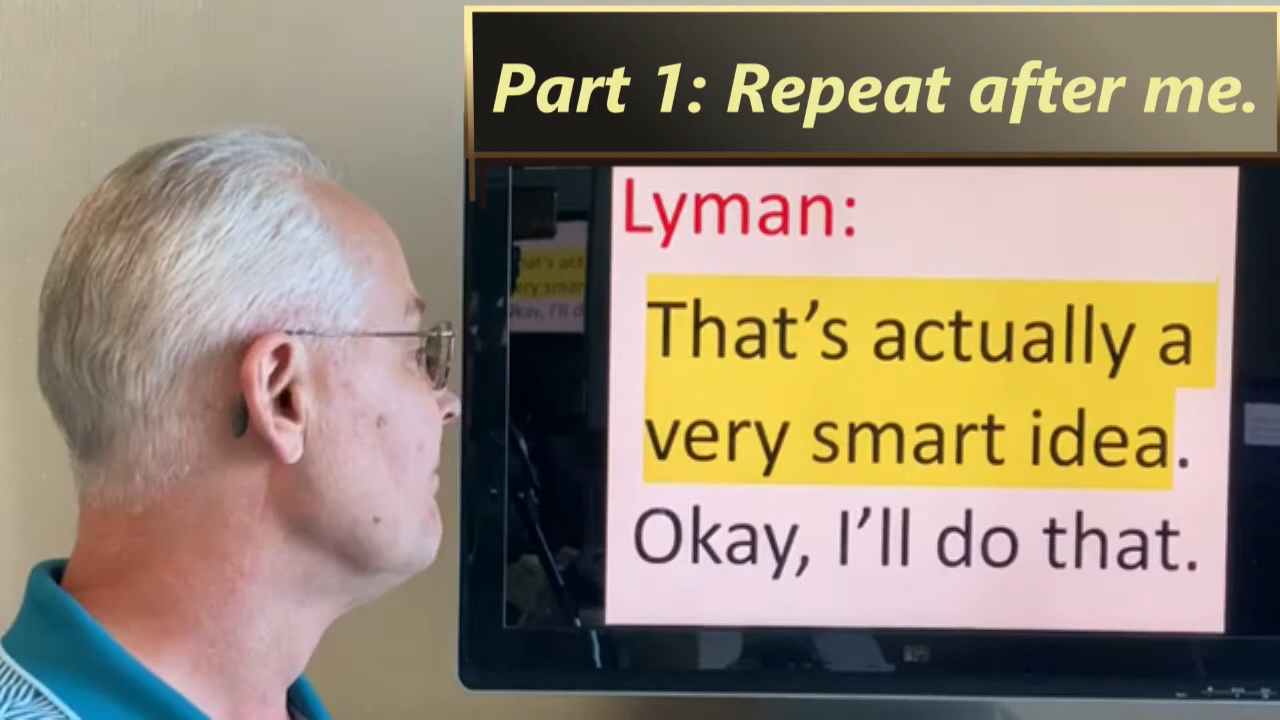 Part 1: Repeat after me.
Lyman:
That's actually a
very smart idea.
Okay, I'll do that.